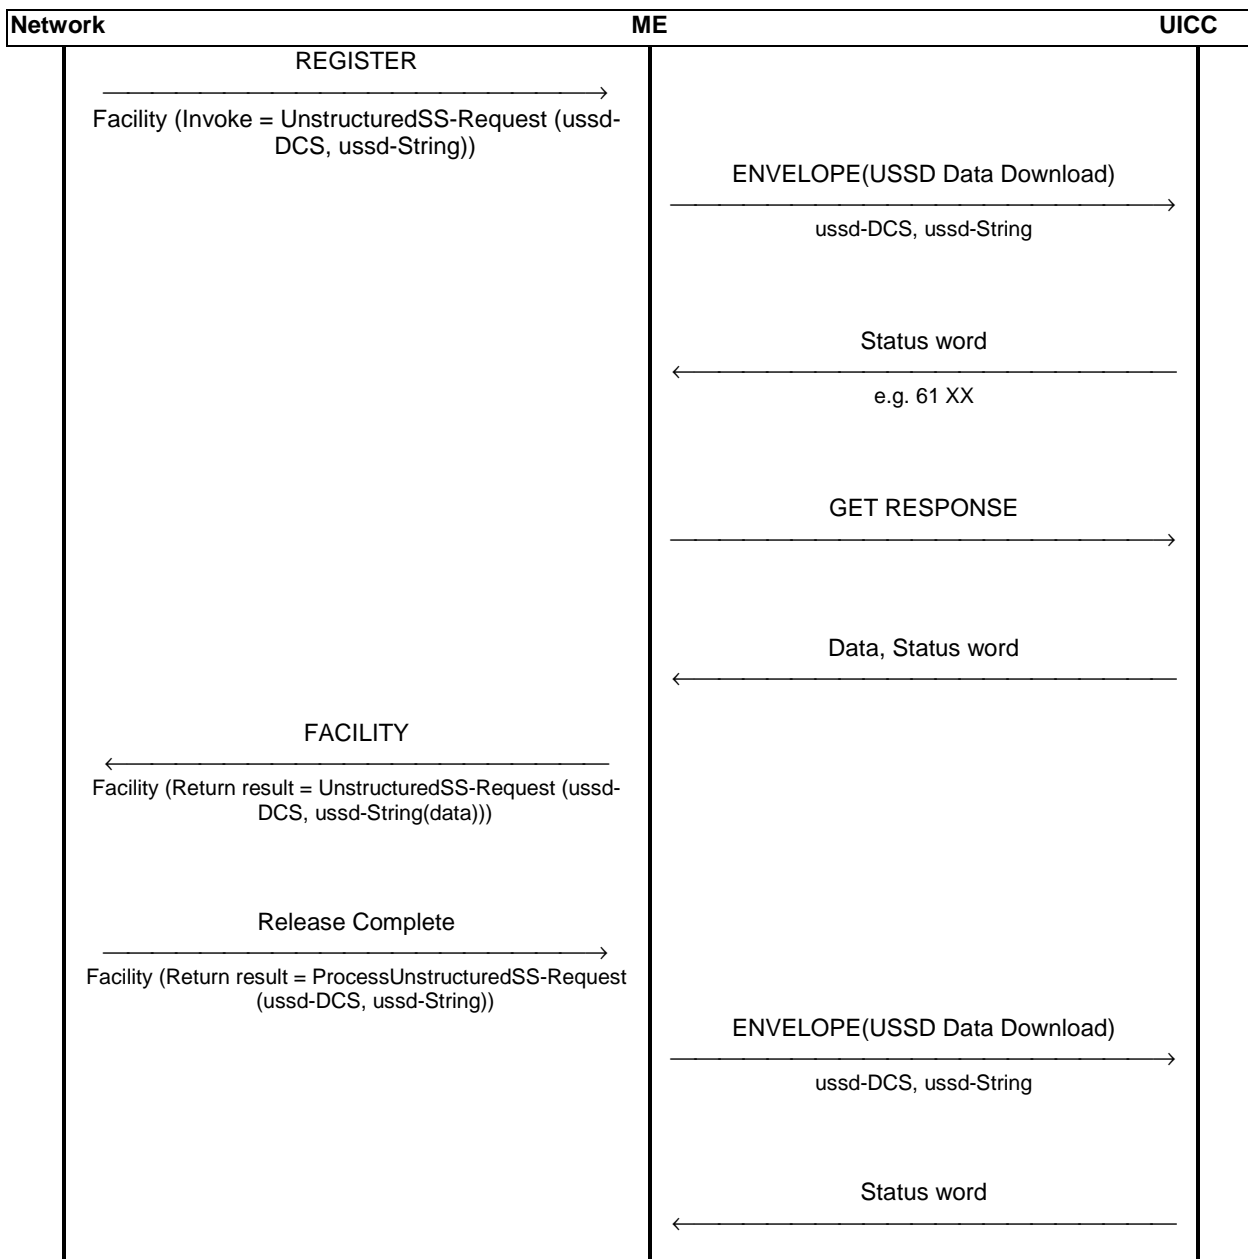 Network ME UICC
REGISTER
Facility (Invoke = UnstructuredSS-Request (ussd-
DCS, ussd-String))
ENVELOPE(USSD Data Download)
ussd-DCS, ussd-String
Status word
e.g. 61 XX
GET RESPONSE
Data, Status word
FACILITY
Facility (Return result = UnstructuredSS-Request (ussd-
DCS, ussd-String(data)))
Release Complete
Facility (Return result = ProcessUnstructuredSS-Request
(ussd-DCS, ussd-String))
ENVELOPE(USSD Data Download)
ussd-DCS, ussd-String
Status word